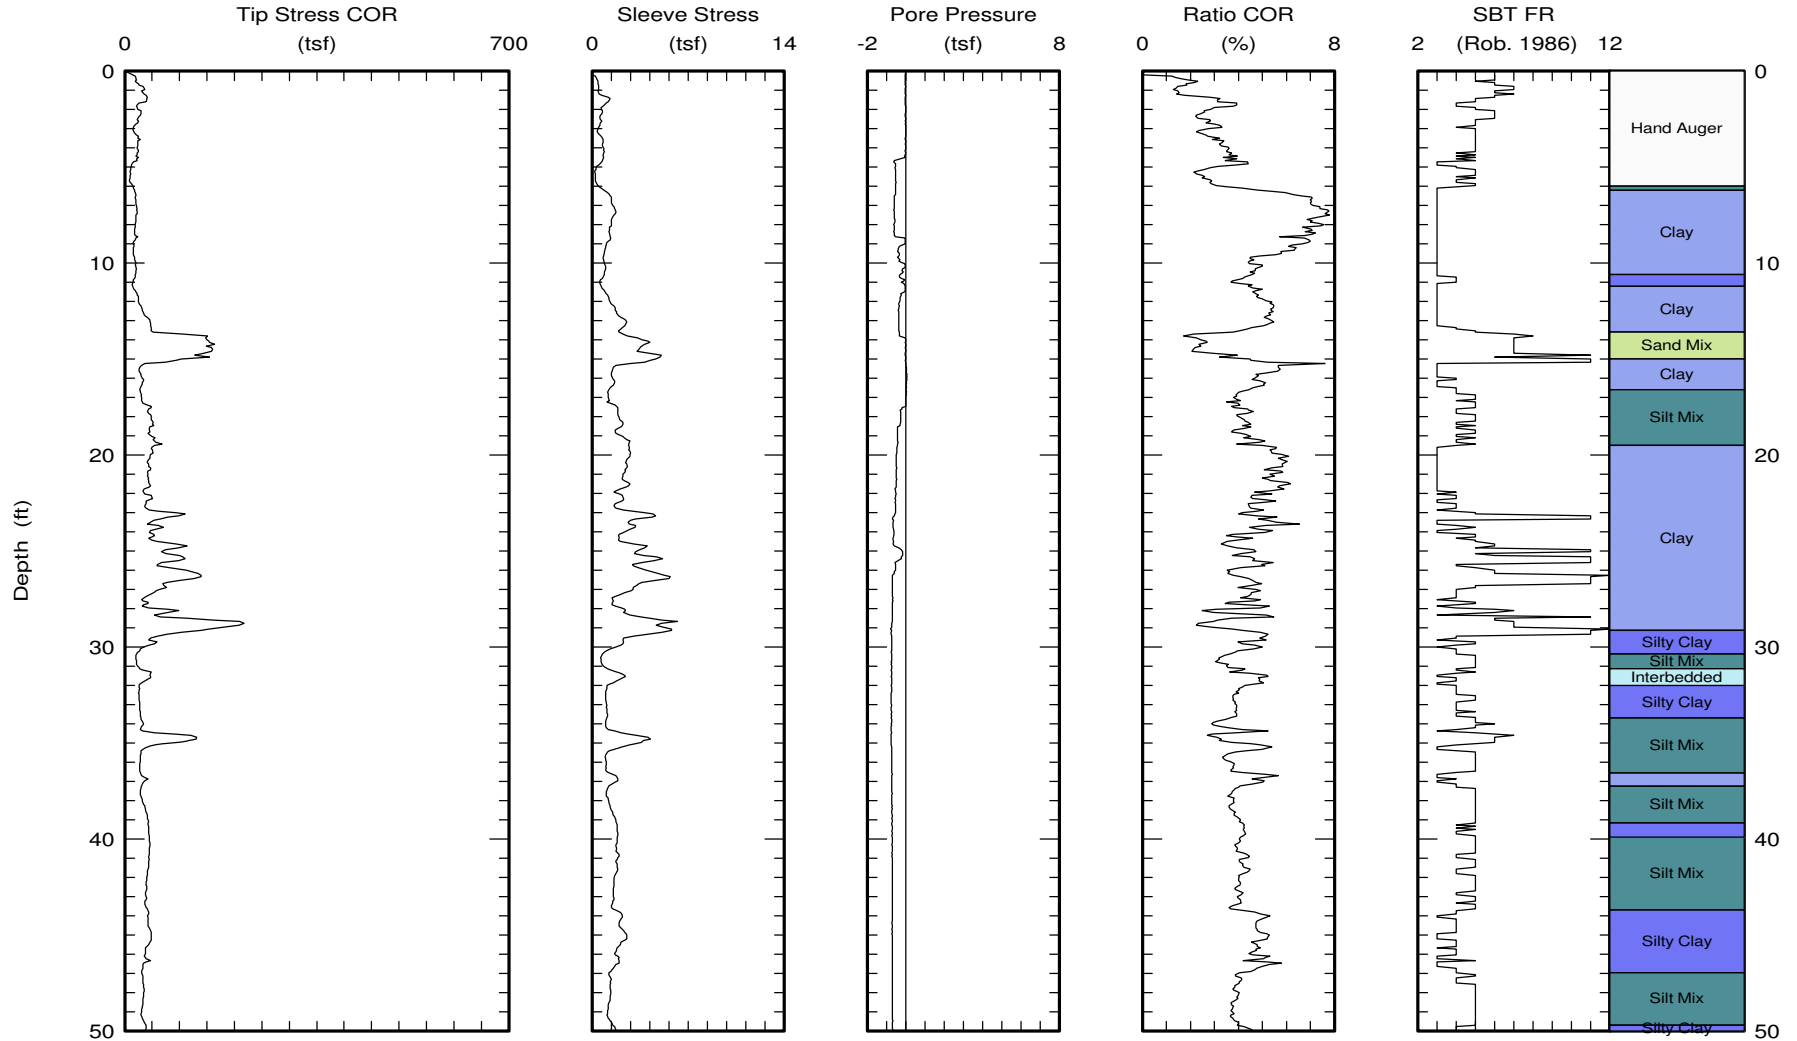 Tip Stress COR Sleeve Stress Pore Pressure Ratio COR SBT FR
0 (tsf) 700 0 (tsf) 14 -2 (tsf) 8 0 (%) 8 2 (Rob. 1986) 12
0 0
Hand Auger
Clay
10 10
Clay
Sand Mix
Clay
Silt Mix
20 20
Clay
Depth (ft)
Silty Clay
30 30
Silt Mix
Interbedded
Silty Clay
Silt Mix
Silt Mix
40 40
Silt Mix
Silty Clay
Silt Mix
Silty Clay
50 50